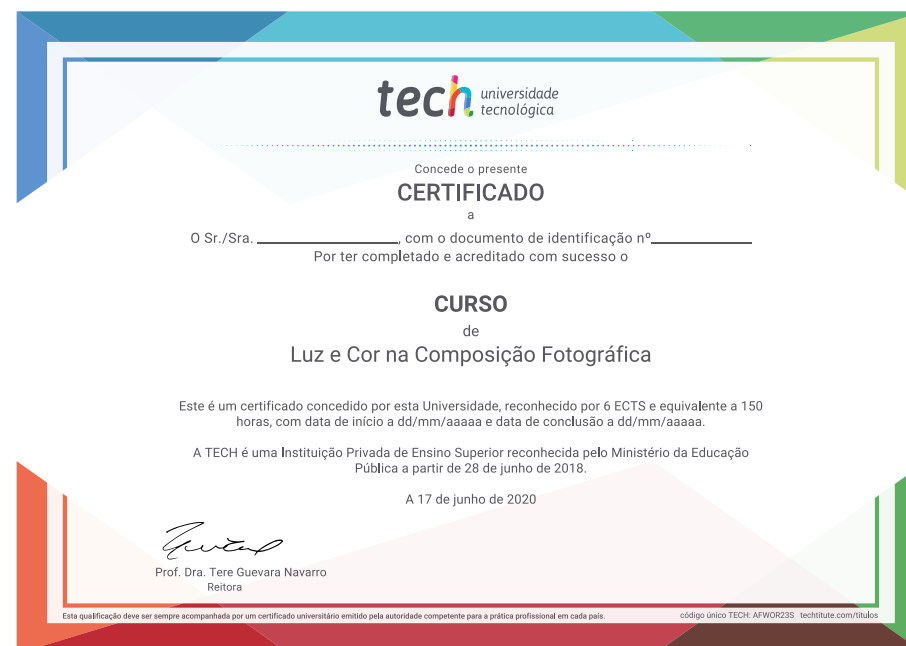 tech universidade
tecnológica
Concede o presente
CERTIFICADO
a
O Sr./Sra. ____________________, com o documento de identificação nº______________
Por ter completado e acreditado com sucesso o
CURSO
de
Luz e Cor na Composição Fotográfica
Este é um certificado concedido por esta Universidade, reconhecido por 6 ECTS e equivalente a 150
horas, com data de início a dd/mm/aaaaa e data de conclusão a dd/mm/aaaaa.
A TECH é uma Instituição Privada de Ensino Superior reconhecida pelo Ministério da Educação
Pública a partir de 28 de junho de 2018.
A 17 de junho de 2020
Prof. Dra. Tere Guevara Navarro
Reitora
Esta qualificação deve ser sempre acompanhada por um certificado universitário emitido pela autoridade competente para a prática profissional em cada país.
código único TECH: AFWOR23S techtitute.com/titulos